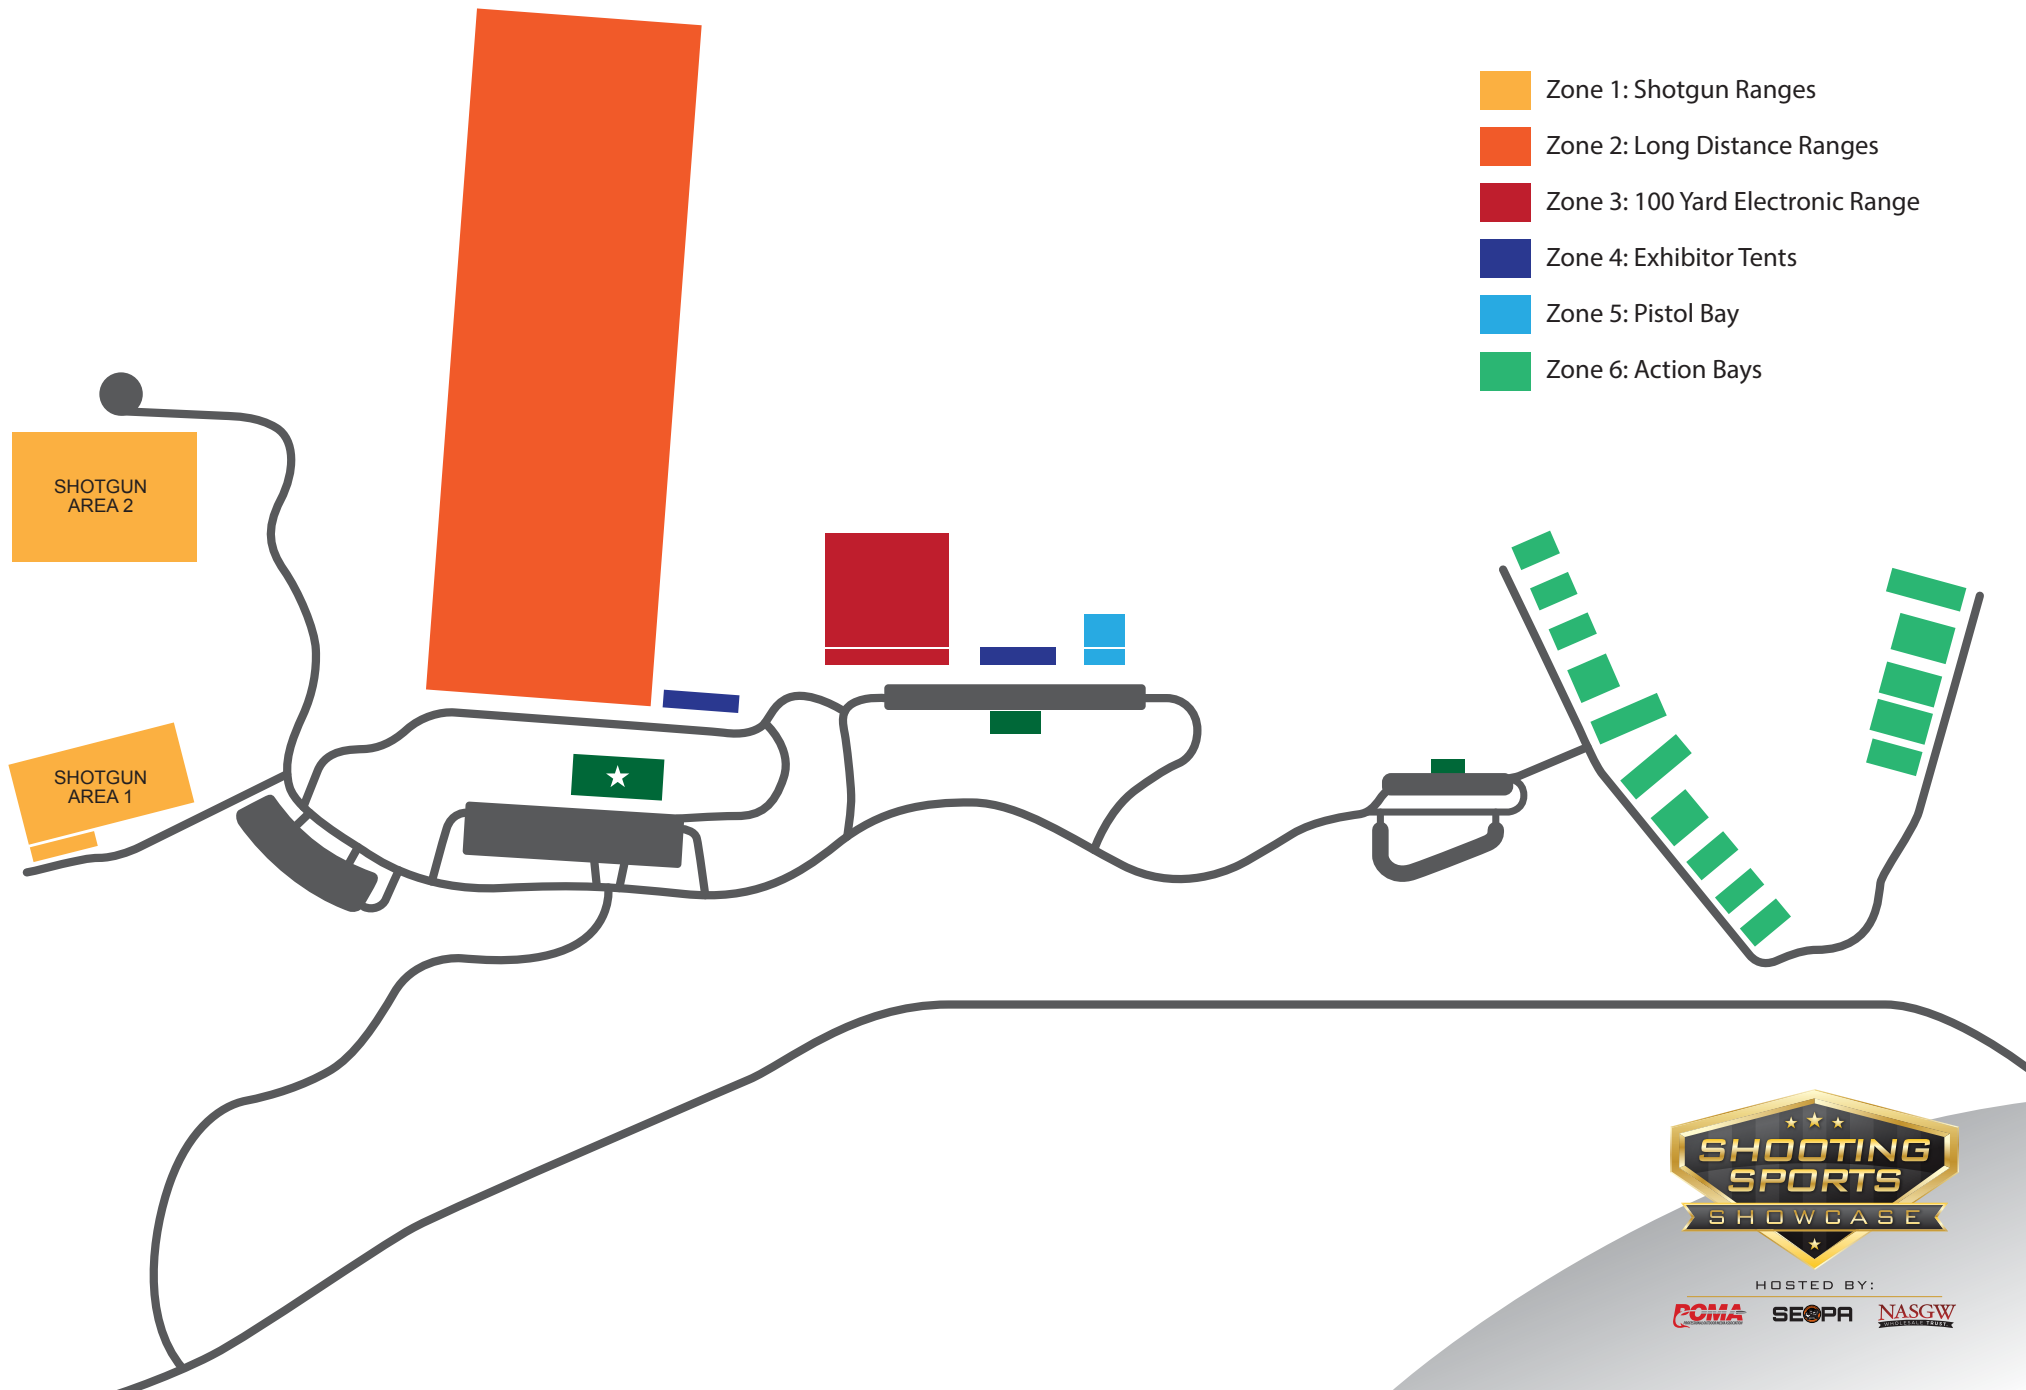 Zone 1: Shotgun Ranges
Zone 2: Long Distance Ranges
Zone 3: 100 Yard Electronic Range
Zone 4: Exhibitor Tents
Zone 5: Pistol Bay
Zone 6: Action Bays
SHOTGUN
AREA 2
SHOTGUN
AREA 1
SHOOTING
SPORTS
SHOWCASE
HOSTED BY:
POMA
SEOPA
NASGW
WHOLESALE TRUST